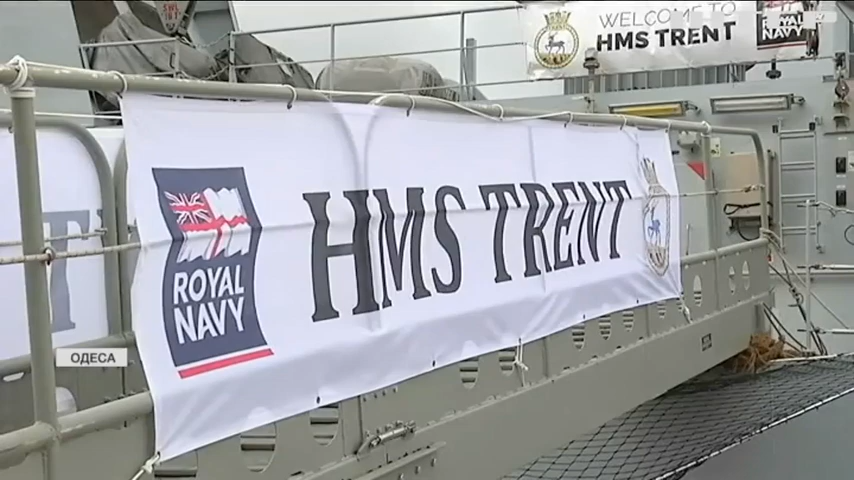 WELCOME TO
HMS TRENT
ROYAL
NAVY
HMS TRENT
ROYAL
NAVY
ОДЕСА